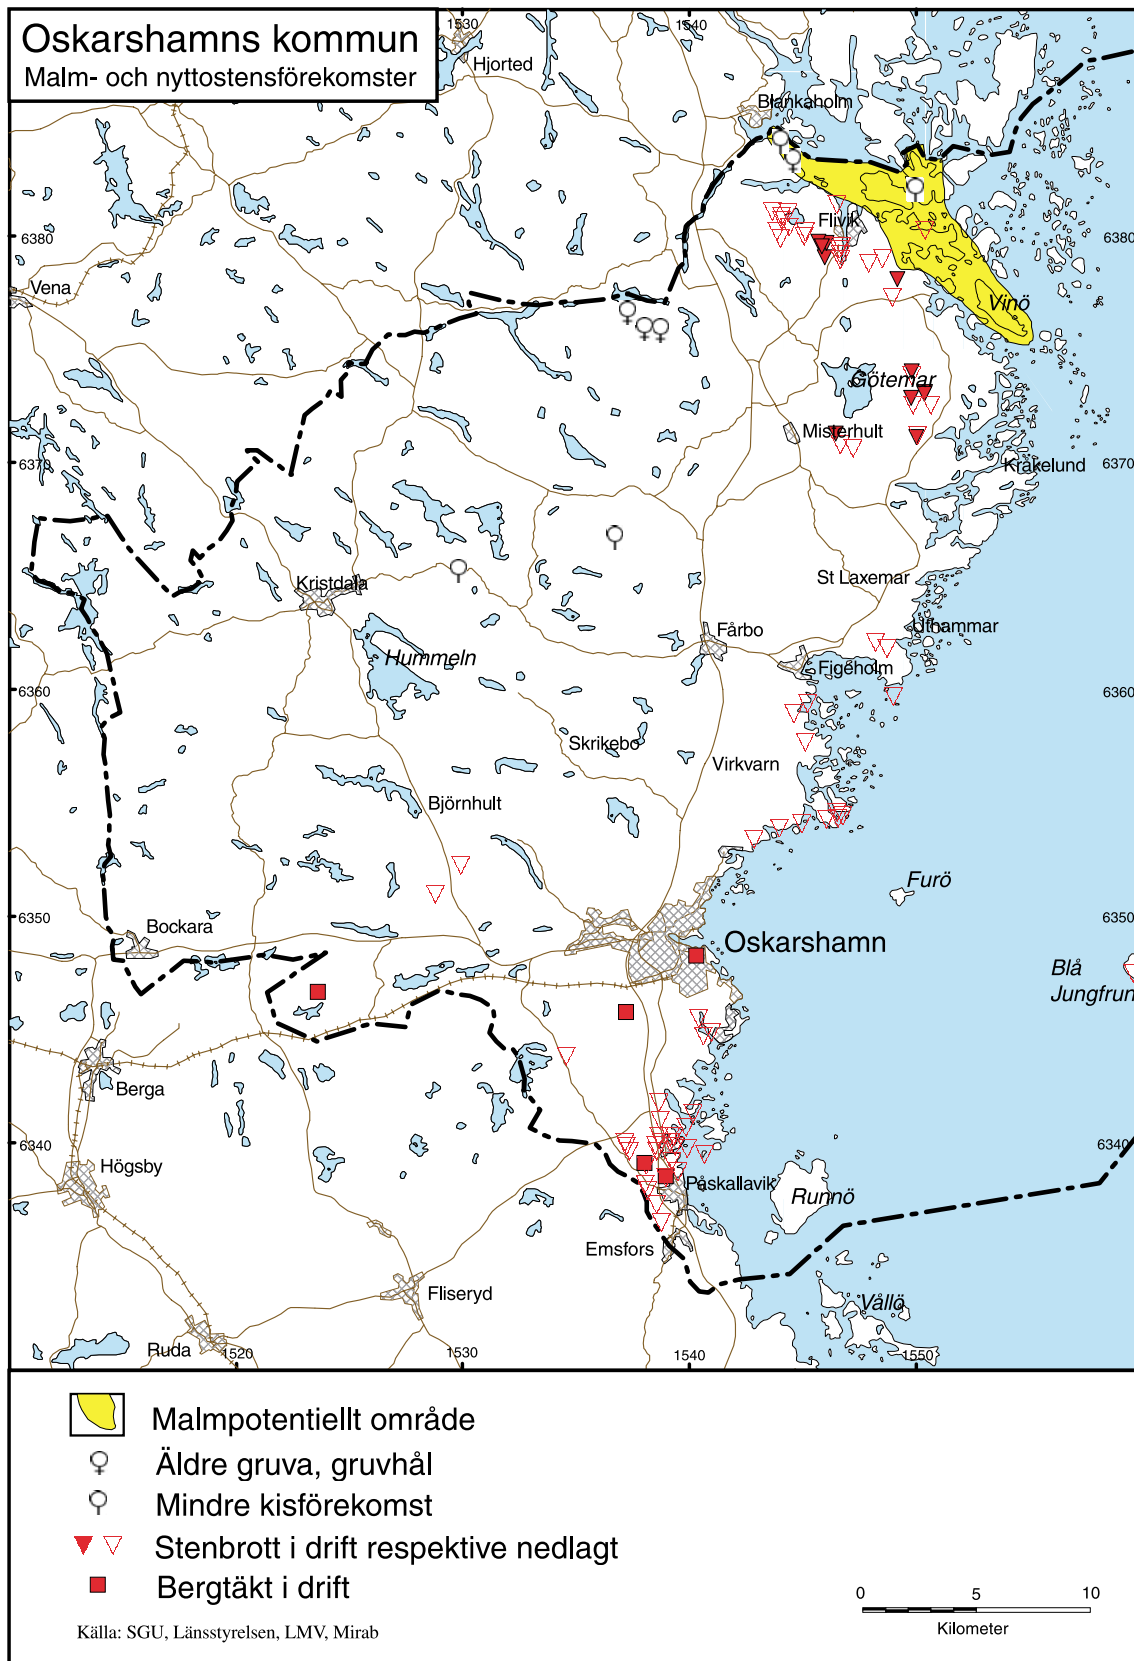 Oskarshamns kommun
Malm- och nyttostensförekomster
1530
1540
Hjorted
Blankaholm
Flivik
6380
6380
Vena
Vinö
Götemar
Misterhult
Kråkelund
6370
6370
St Laxemar
Kristdala
Uthammar
Fårbo
Hummeln
Figeholm
6360
6360
Skrikebo
Virkvarn
Björnhult
Furö
6350
6350
Bockara
Oskarshamn
Blå
Jungfrun
Berga
6340
6340
Högsby
Påskallavik
Runnö
Emsfors
Fliseryd
Vållö
Ruda
1520
1530
1540
1550
Malmpotentiellt område
Äldre gruva, gruvhål
Mindre kisförekomst
Stenbrott i drift respektive nedlagt
Bergtäkt i drift
0 5 10
Kilometer
Källa: SGU, Länsstyrelsen, LMV, Mirab